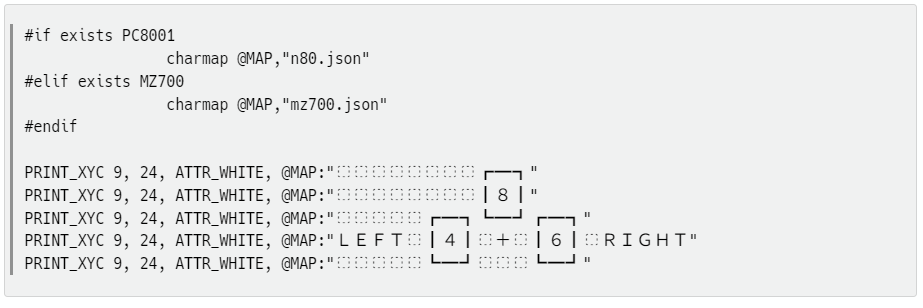 #if exists PC8001
charmap @MAP,"n80.json"
#elif exists MZ700
charmap @MAP,"mz700.json"
#endif
PRINT_XYC 9, 24, ATTR_WHITE, @MAP:"　　　　　　　　┏━┓"
PRINT_XYC 9, 24, ATTR_WHITE, @MAP:"　　　　　　　　┃８┃"
PRINT_XYC 9, 24, ATTR_WHITE, @MAP:"　　　　　┏━┓┗━┛┏━┓"
PRINT_XYC 9, 24, ATTR_WHITE, @MAP:"ＬＥＦＴ　┃４┃　＋　┃６┃　ＲＩＧＨＴ"
PRINT_XYC 9, 24, ATTR_WHITE, @MAP:"　　　　　┗━┛　　　┗━┛"